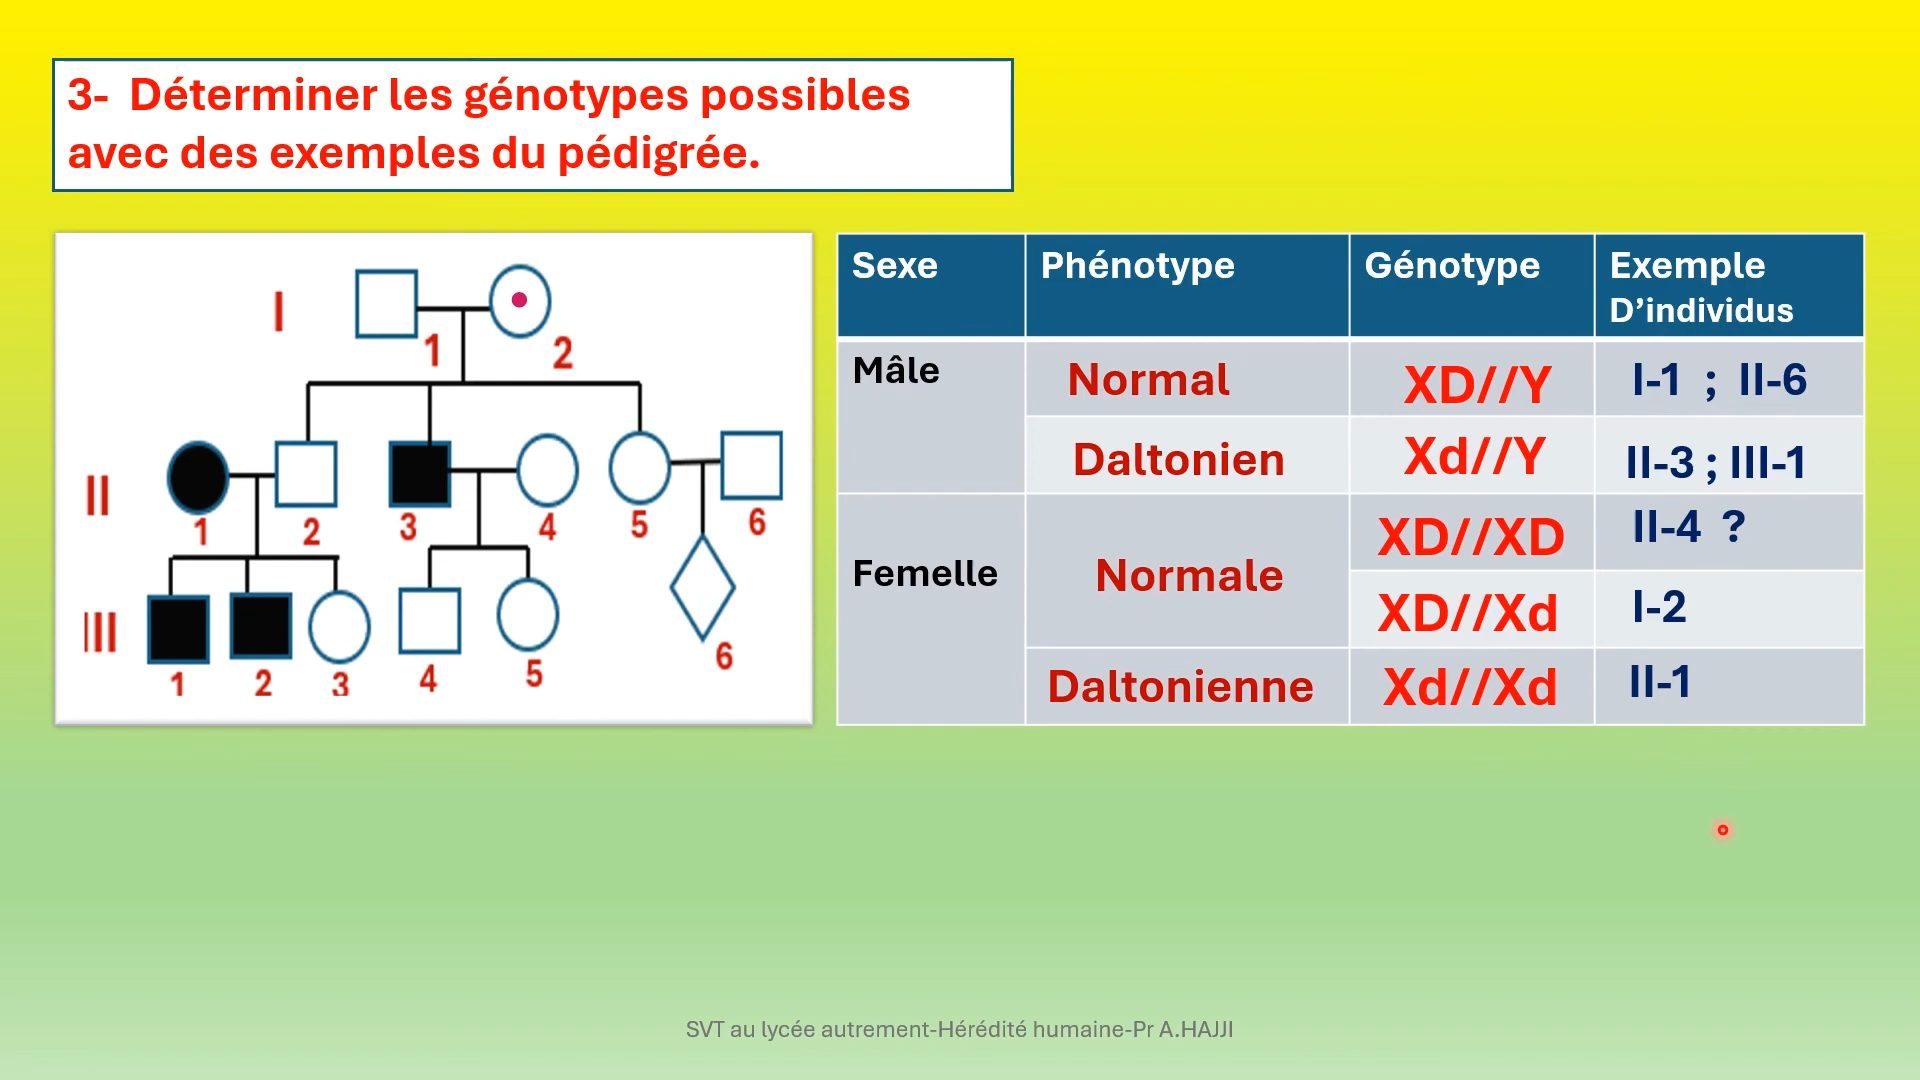 3- Déterminer les génotypes possibles
avec des exemples du pédigrée.
I
1
2
II
1
2
3
4
5
6
III
1
2
3
4
5
6
Sexe Phénotype Génotype Exemple
D’individus
Mâle Normal XD//Y I-1 ; II-6
Daltonien Xd//Y II-3 ; III-1
Femelle Normale XD//XD II-4 ?
XD//Xd I-2
Daltonienne Xd//Xd II-1
SVT au lycée autrement-Hérédité humaine-Pr A.HAJJI